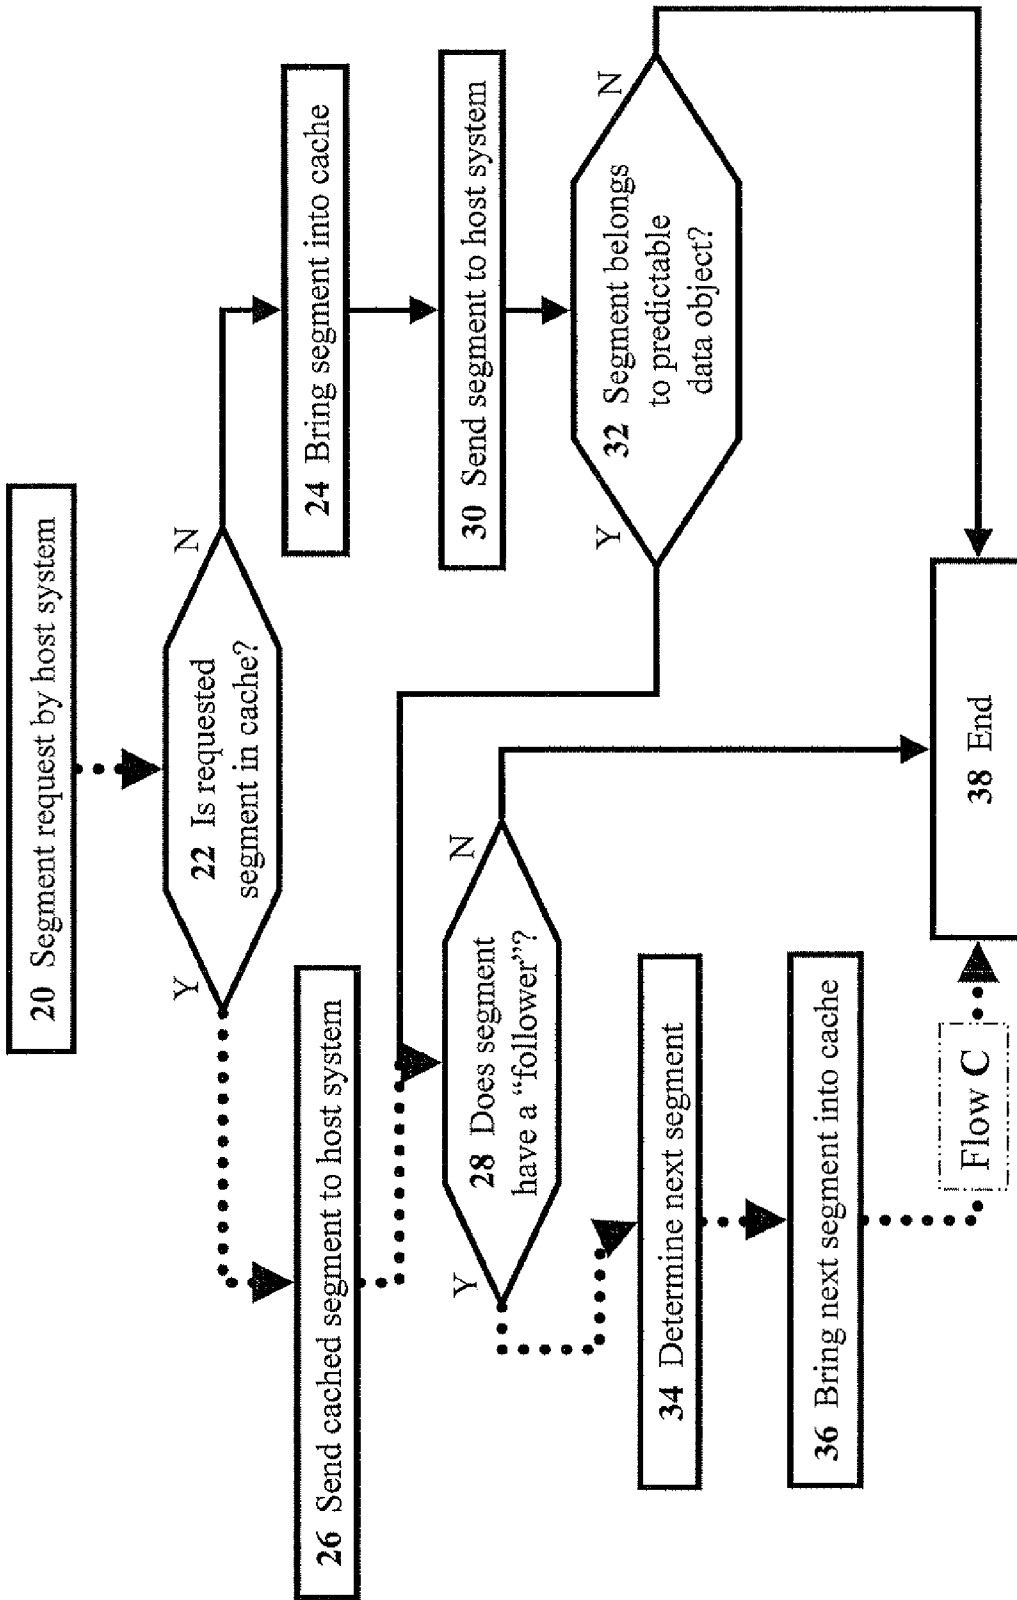 20 Segment request by host system
22 Is requested
segment in cache?
Y
N
26 Send cached segment to host system
24 Bring segment into cache
30 Send segment to host system
28 Does segment
have a “follower”?
Y
N
32 Segment belongs
to predictable
data object?
Y
N
34 Determine next segment
36 Bring next segment into cache
Flow C
38 End